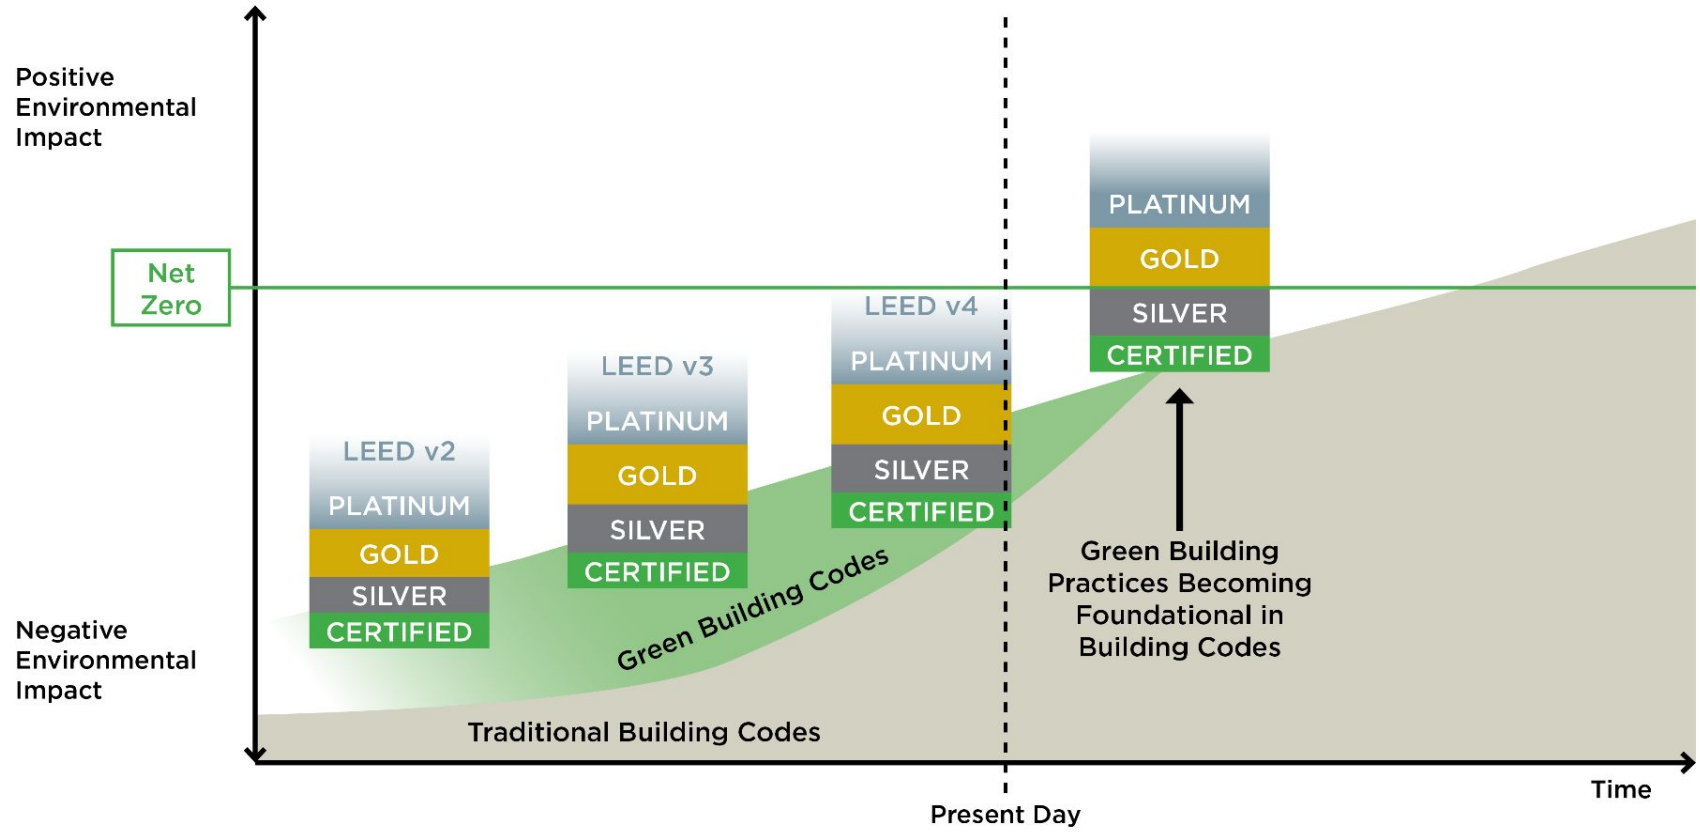 Positive
Environmental
Impact
Net
Zero
Negative
Environmental
Impact
LEED v2
PLATINUM
GOLD
SILVER
CERTIFIED
LEED v3
PLATINUM
GOLD
SILVER
CERTIFIED
LEED v4
PLATINUM
GOLD
SILVER
CERTIFIED
PLATINUM
GOLD
SILVER
CERTIFIED
Green Building Codes
Traditional Building Codes
Green Building
Practices Becoming
Foundational in
Building Codes
Time
Present Day